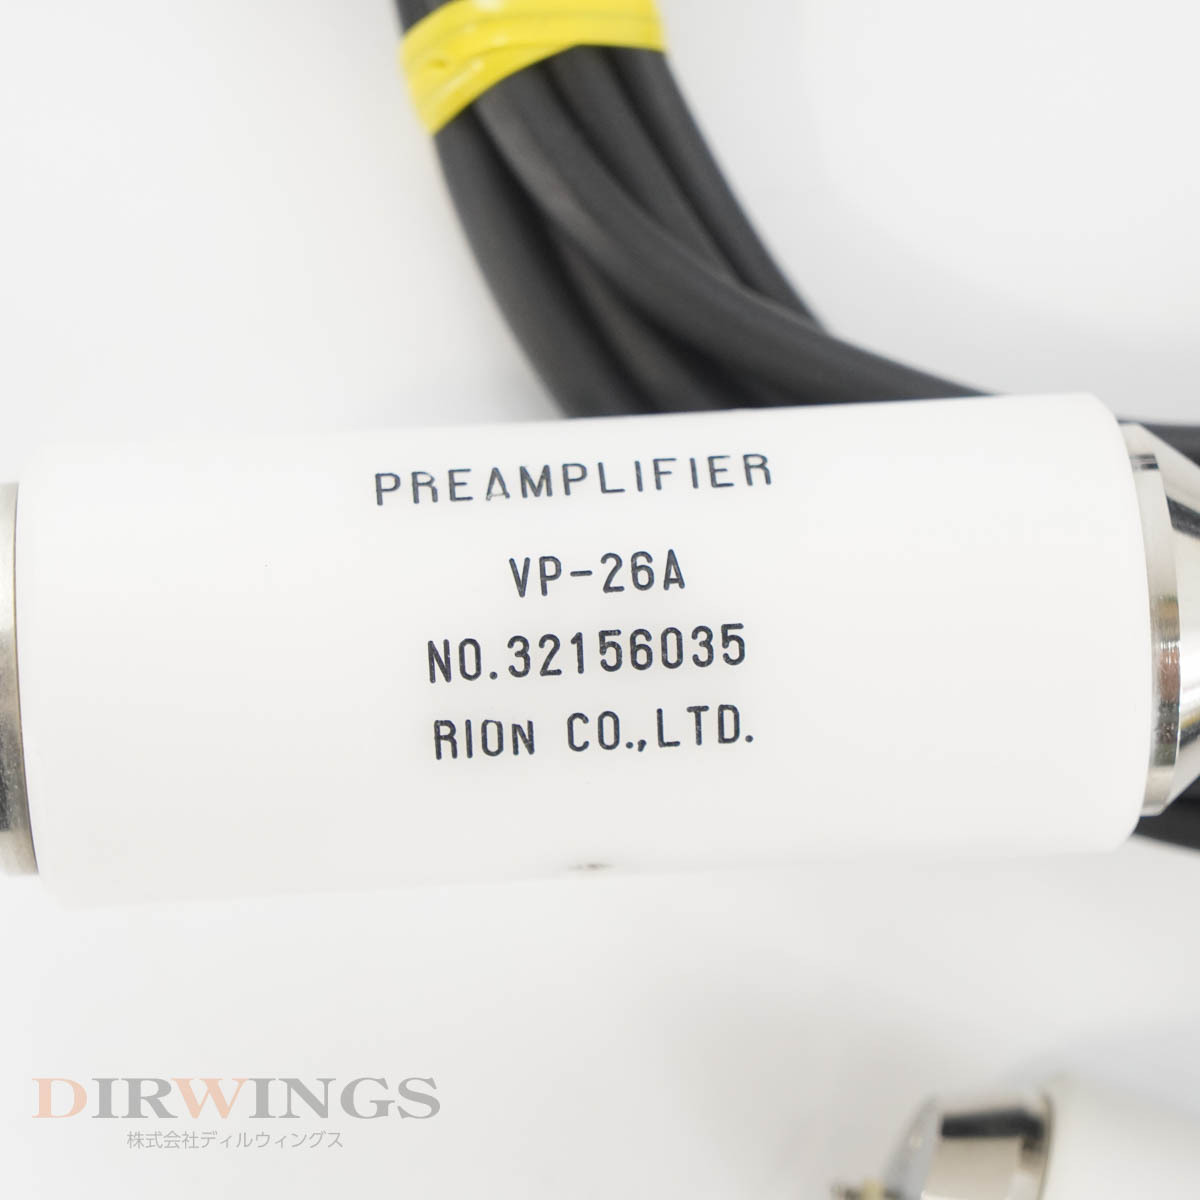 PREAMPLIFIER
VP-26A
NO.32156035
RION CO.,LTD.
DIRWINGS
株式会社ディルウィングス